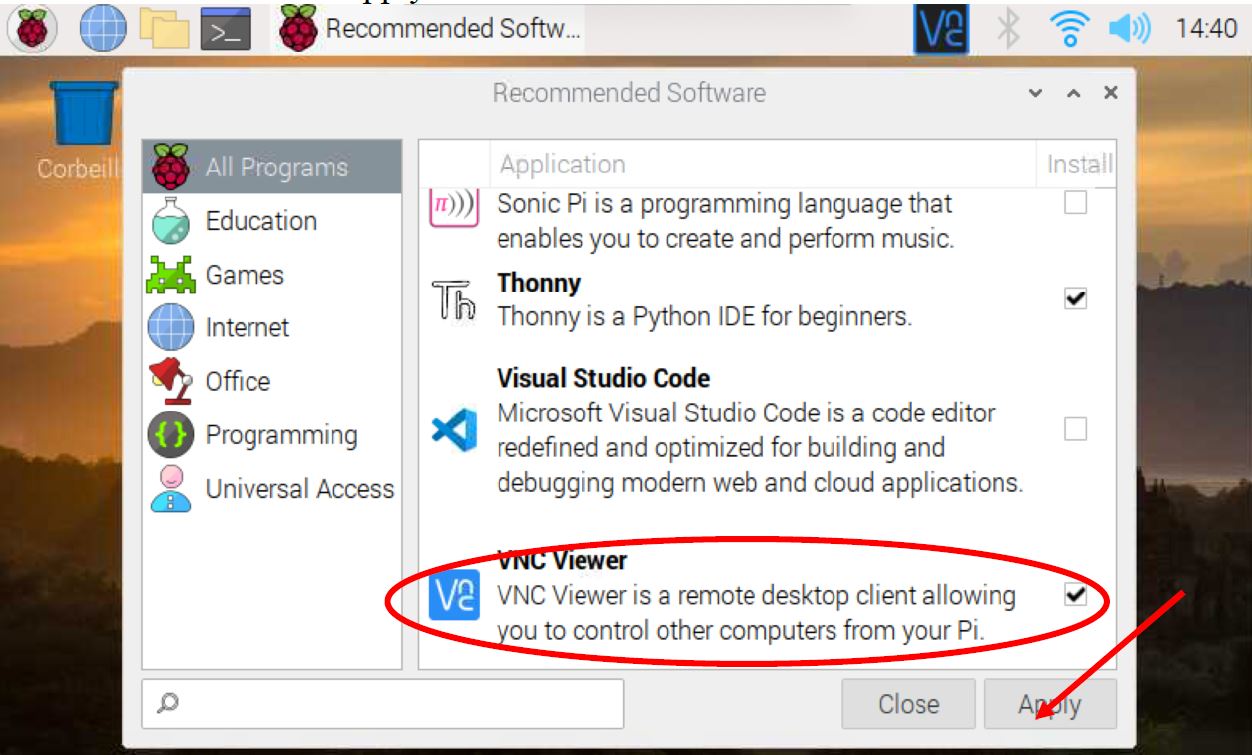 Recommended Softw...
14:40
Recommended Software
Corbeill
All Programs
Education
Games
Internet
Office
Programming
Universal Access
Application
Install
Sonic Pi is a programming language that
enables you to create and perform music.
Th
Thonny
Thonny is a Python IDE for beginners.
Visual Studio Code
Microsoft Visual Studio Code is a code editor
redefined and optimized for building and
debugging modern web and cloud applications.
VNC Viewer
VNC Viewer is a remote desktop client allowing
you to control other computers from your Pi.
Close
Apply